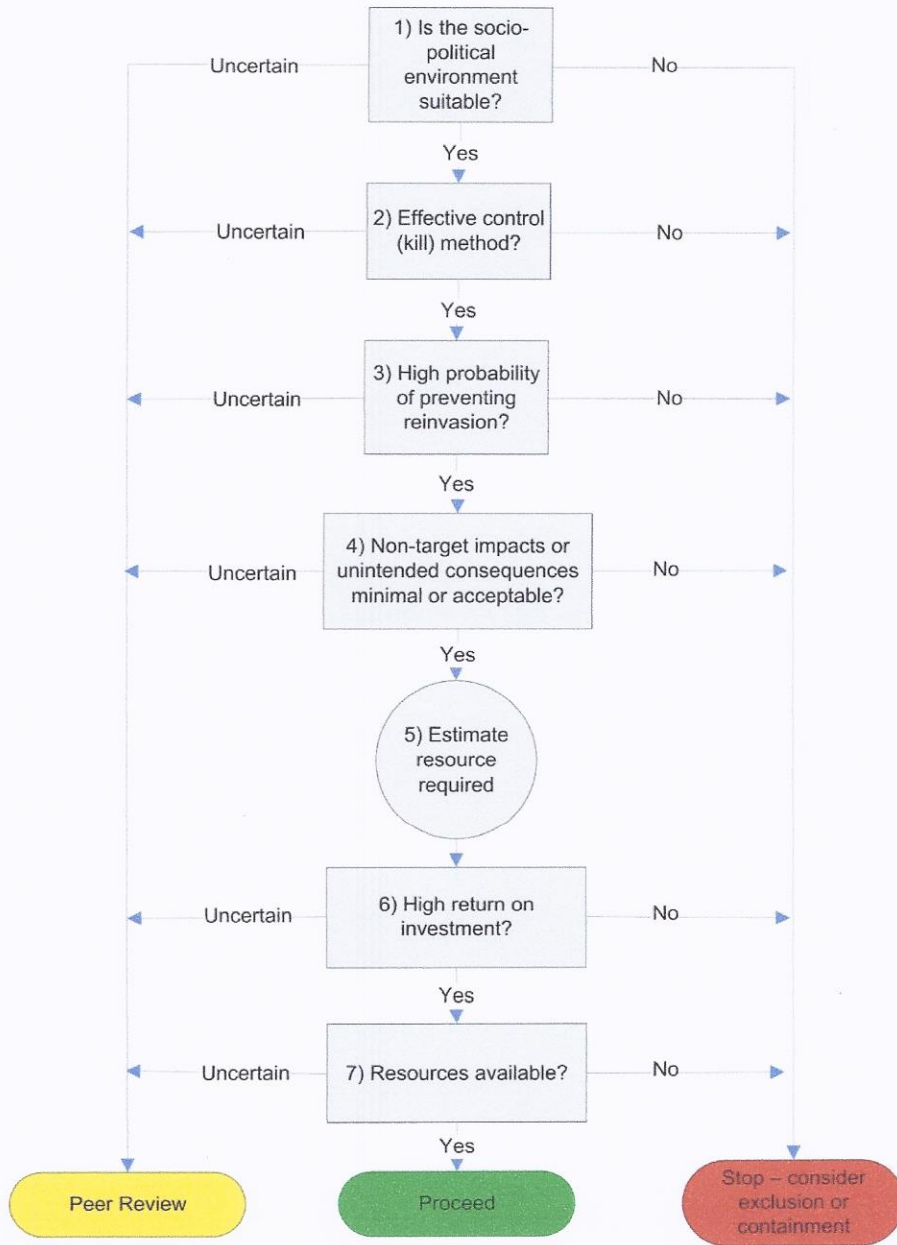 1) Is the socio-
political
environment
suitable?
Uncertain
No
Yes
2) Effective control
(kill) method?
Uncertain
No
Yes
3) High probability
of preventing
reinvasion?
Uncertain
No
Yes
4) Non-target impacts or
unintended consequences
minimal or acceptable?
Uncertain
No
Yes
5) Estimate
resource
required
6) High return on
investment?
Uncertain
No
Yes
7) Resources available?
Uncertain
No
Yes
Peer Review
Proceed
Stop – consider
exclusion or
containment